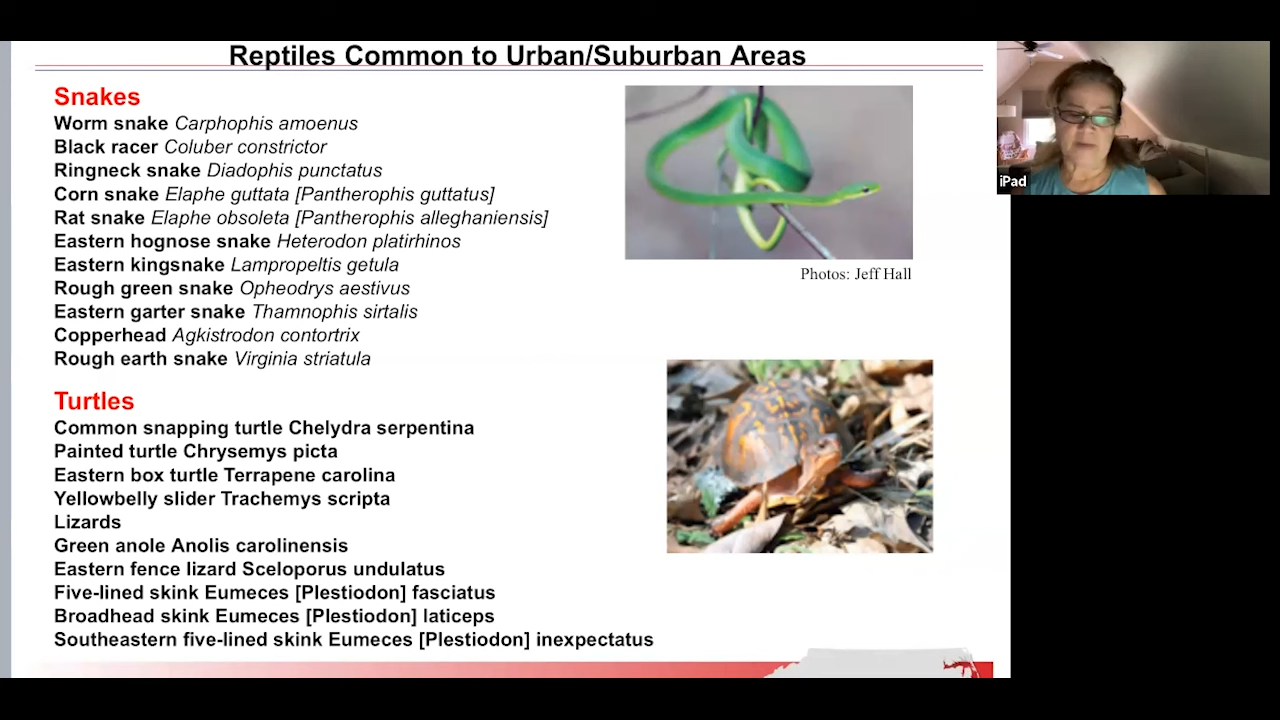 Reptiles Common to Urban/Suburban Areas
Snakes
Worm snake Carphophis amoenus
Black racer Coluber constrictor
Ringneck snake Diadophis punctatus
Corn snake Elaphe guttata [Pantherophis guttatus]
Rat snake Elaphe obsoleta [Pantherophis alleghaniensis]
Eastern hognose snake Heterodon platirhinos
Eastern kingsnake Lampropeltis getula
Rough green snake Opheodrys aestivus
Eastern garter snake Thamnophis sirtalis
Copperhead Agkistrodon contortrix
Rough earth snake Virginia striatula
Photos: Jeff Hall
Turtles
Common snapping turtle Chelydra serpentina
Painted turtle Chrysemys picta
Eastern box turtle Terrapene carolina
Yellowbelly slider Trachemys scripta
Lizards
Green anole Anolis carolinensis
Eastern fence lizard Sceloporus undulatus
Five-lined skink Eumeces [Plestiodon] fasciatus
Broadhead skink Eumeces [Plestiodon] laticeps
Southeastern five-lined skink Eumeces [Plestiodon] inexpectatus
iPad